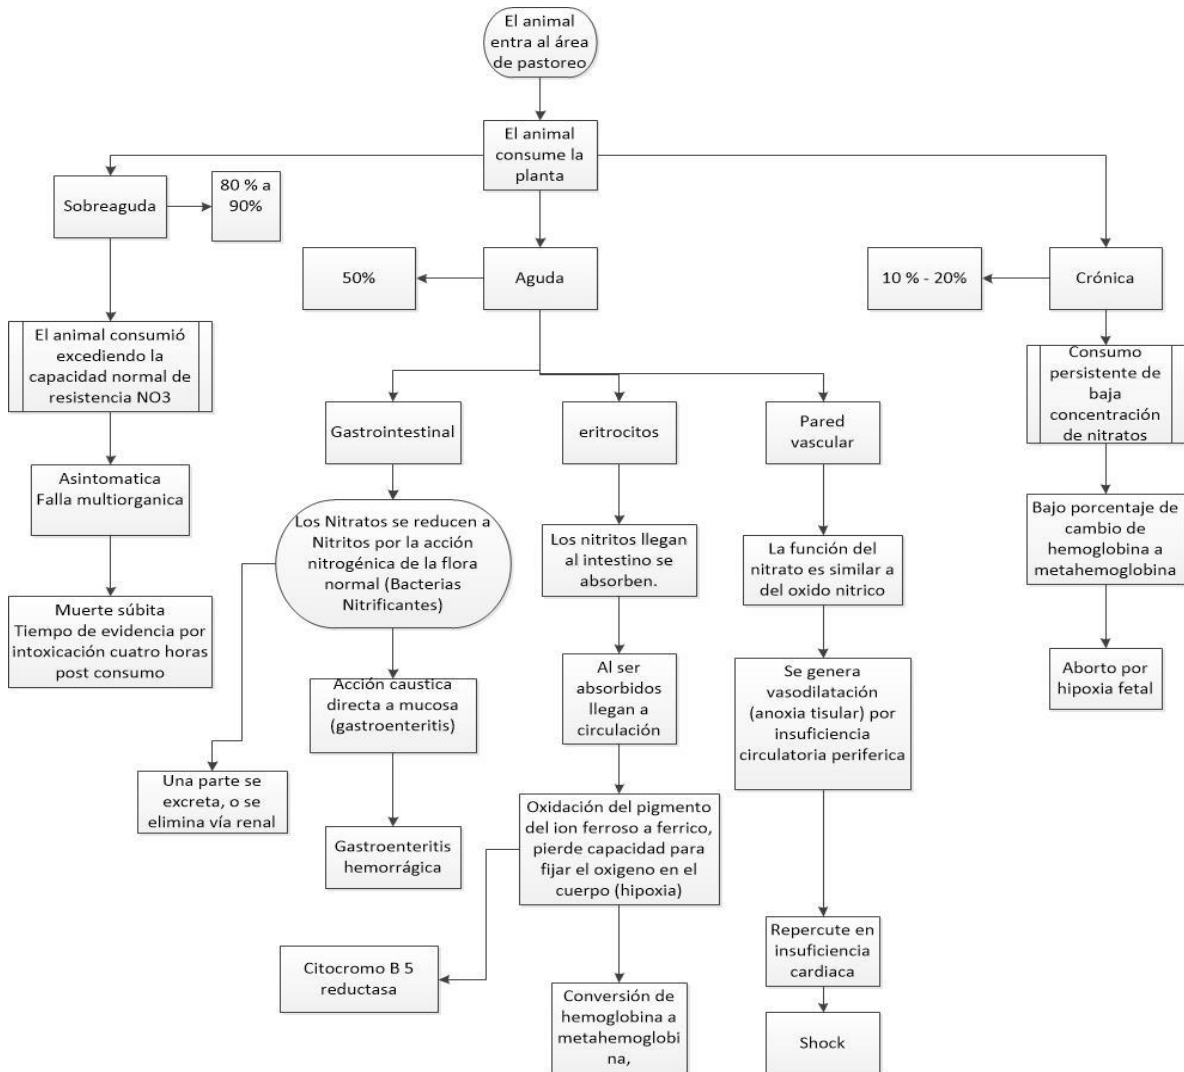 El animal
entra al área
de pastoreo
El animal
consume la
planta
Sobreaguda
80 % a
90%
50%
Aguda
10 % - 20%
Crónica
El animal consumió
excediendo la
capacidad normal de
resistencia NO3
Asintomatica
Falla multiorganica
Muerte súbita
Tiempo de evidencia por
intoxicación cuatro horas
post consumo
Gastrointestinal
Los Nitratos se reducen a
Nitritos por la acción
nitrogénica de la flora
normal (Bacterias
Nitrificantes)
Acción caustica
directa a mucosa
(gastroenteritis)
Una parte se
excreta, o se
elimina vía renal
Gastroenteritis
hemorrágica
eritrocitos
Los nitritos llegan
al intestino se
absorben.
Al ser
absorbidos
llegan a
circulación
Oxidación del pigmento
del ion ferroso a ferrico,
pierde capacidad para
fijar el oxigeno en el
cuerpo (hipoxia)
Citocromo B 5
reductasa
Conversión de
hemoglobina a
metahemoglobi
na,
Pared
vascular
La función del
nitrato es similar a
del oxido nitrico
Se genera
vasodilatación
(anoxia tisular) por
insuficiencia
circulatoria periferica
Repercute en
insuficiencia
cardiaca
Shock
Consumo
persistente de
baja
concentración
de nitratos
Bajo porcentaje de
cambio de
hemoglobina a
metahemoglobina
Aborto por
hipoxia fetal